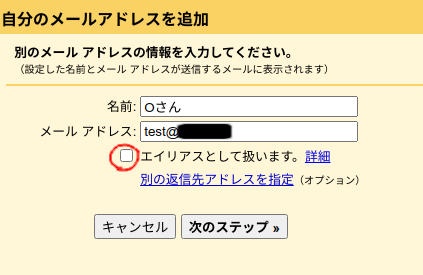 自分のメールアドレスを追加
別のメール アドレスの情報を入力してください。
（設定した名前とメール アドレスが送信するメールに表示されます）
名前: Oさん
メール アドレス: test@
エイリアスとして扱います。詳細
別の返信先アドレスを指定（オプション）
キャンセル 次のステップ »